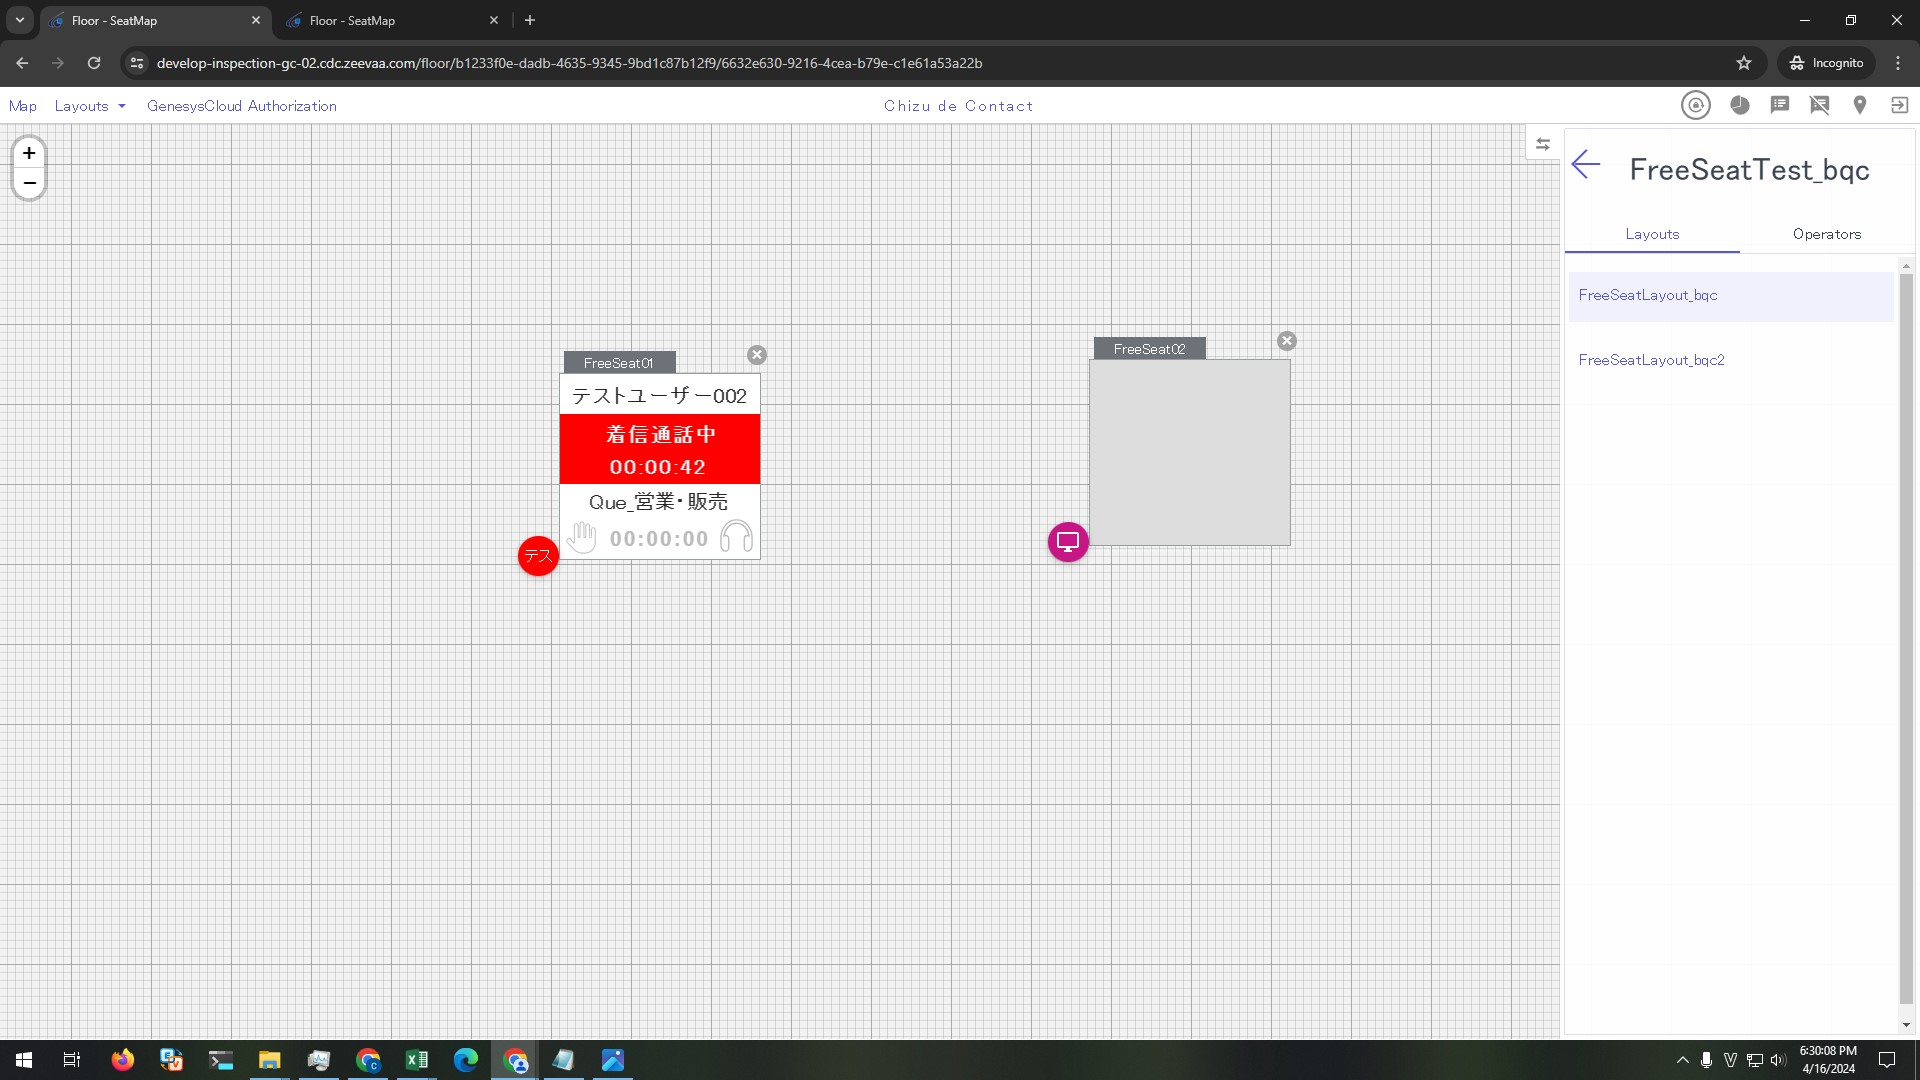 Floor - SeatMap
Floor - SeatMap
develop-inspection-gc-02.cdc.zeevaa.com/floor/b1233f0e-dadb-4635-9345-9bd1c87b12f9/6632e630-9216-4cea-b79e-c1e61a53a22b
Incognito
Map
Layouts
GenesysCloud Authorization
Chizu de Contact
+
−
FreeSeatTest_bqc
Layouts
Operators
FreeSeatLayout_bqc
FreeSeatLayout_bqc2
FreeSeat01
テストユーザー002
着信通話中
00:00:42
Que_営業・販売
00:00:00
テス
FreeSeat02
6:30:08 PM
4/16/2024